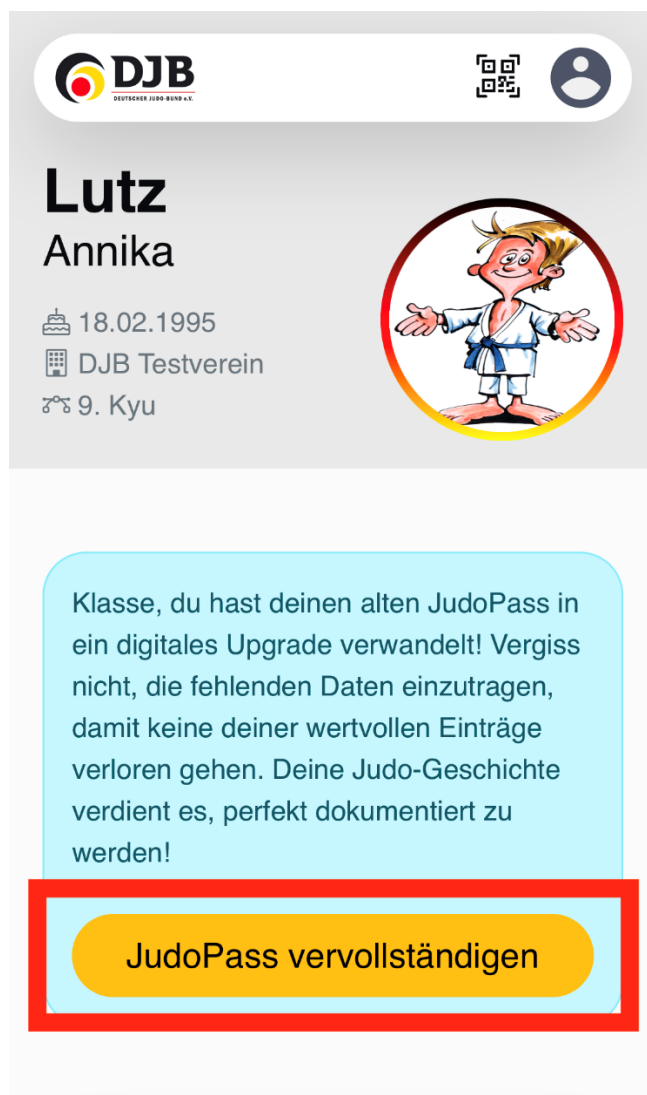 DJB
DEUTSCHER JUDO-BUND e.V.
Lutz
Annika
18.02.1995
DJB Testverein
9. Kyu
Klasse, du hast deinen alten JudoPass in
ein digitales Upgrade verwandelt! Vergiss
nicht, die fehlenden Daten einzutragen,
damit keine deiner wertvollen Einträge
verloren gehen. Deine Judo-Geschichte
verdient es, perfekt dokumentiert zu
werden!
JudoPass vervollständigen